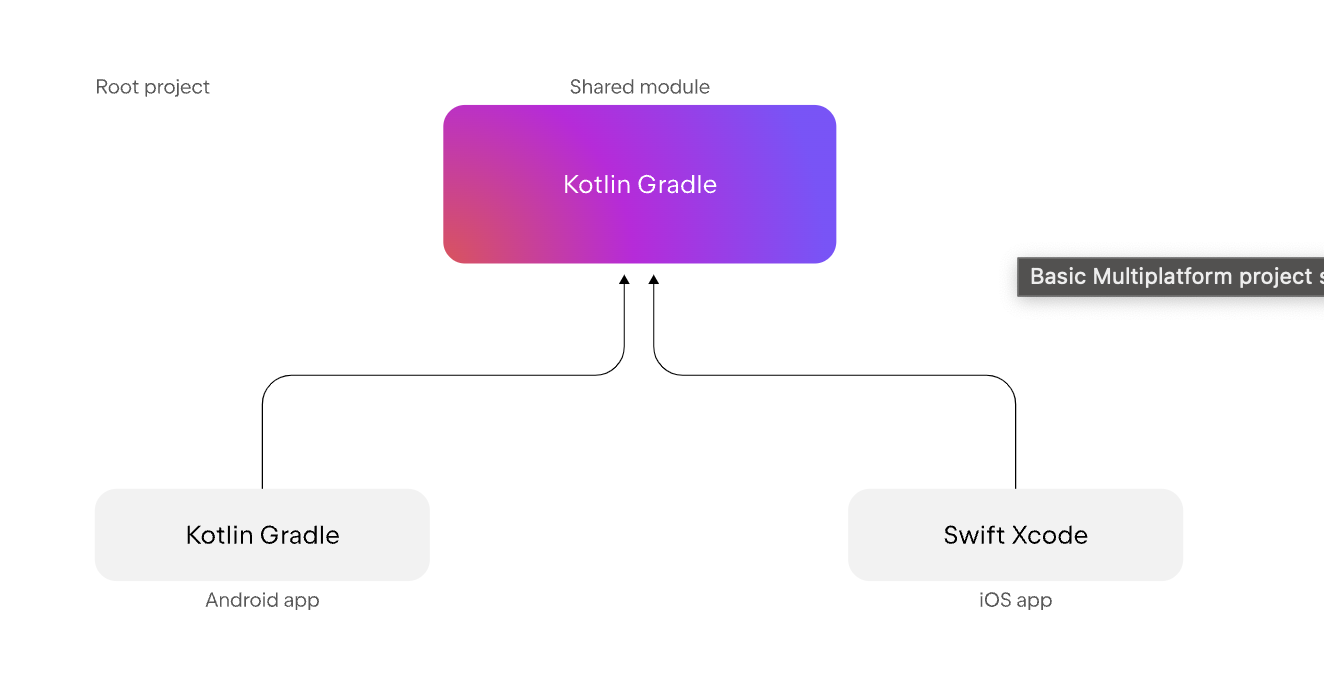 Root project
Shared module
Kotlin Gradle
Basic Multiplatform project
Kotlin Gradle
Swift Xcode
Android app
iOS app